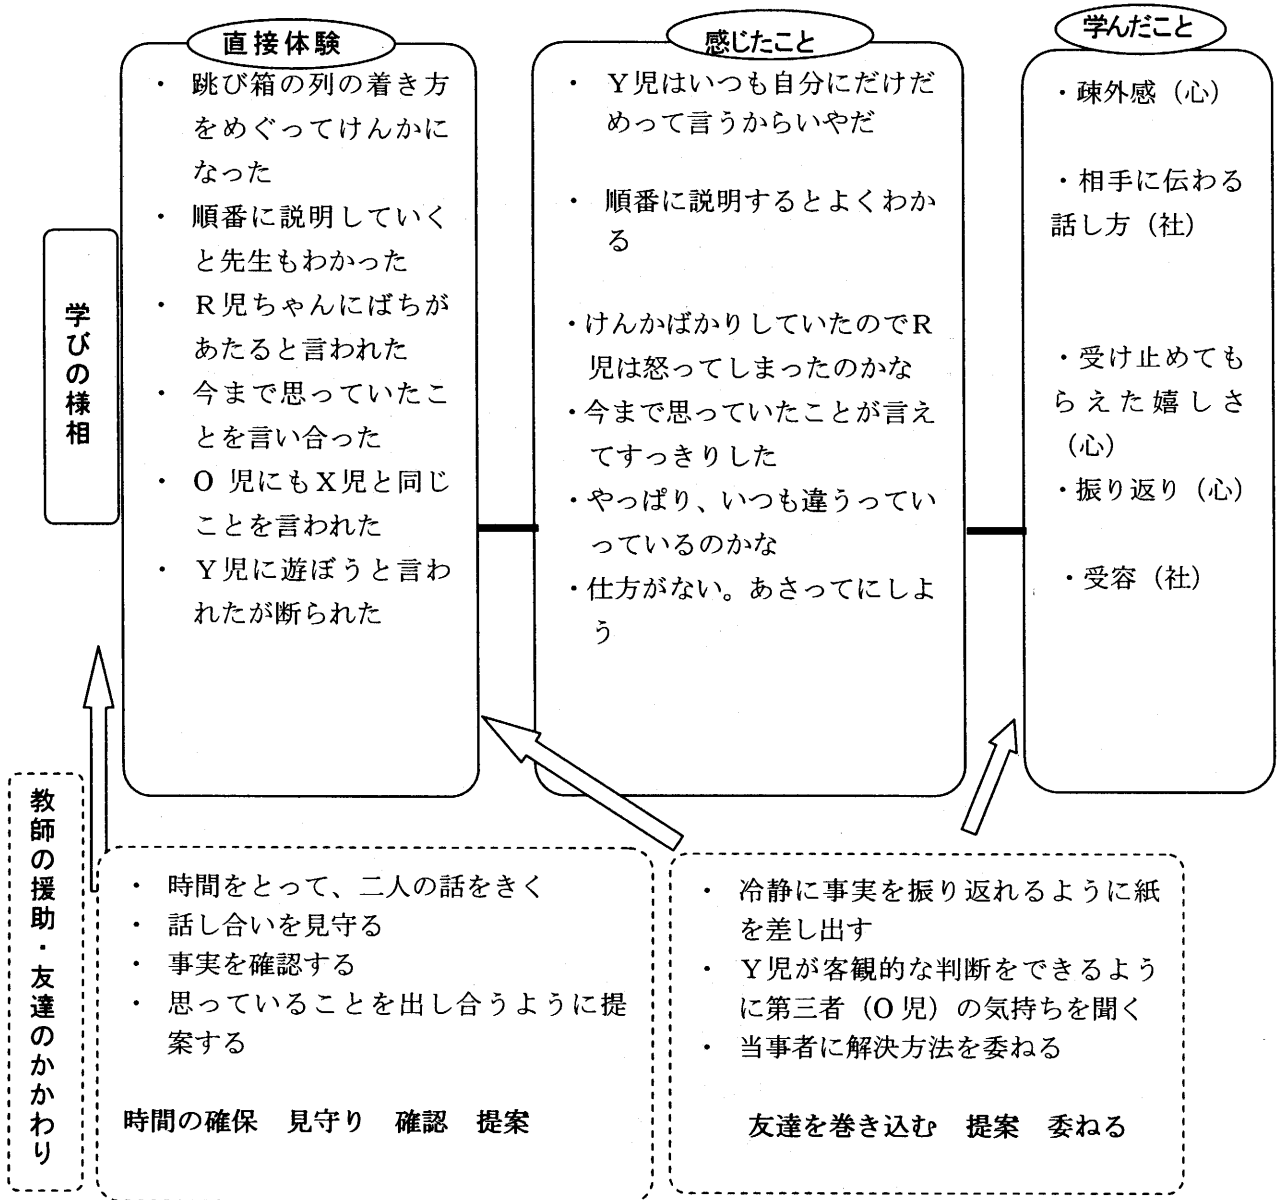 直接体験
・ 跳び箱の列の着き方
をめぐってけんかに
なった
・ 順番に説明していく
と先生もわかった
・ R児ちゃんにばちが
あたると言われた
・ 今まで思っていたこ
とを言い合った
・ O 児にもX児と同じ
ことを言われた
・ Y児に遊ぼうと言わ
れたが断られた
感じたこと
・ Y児はいつも自分にだけだ
めって言うからいやだ
・ 順番に説明するとよくわか
る
・けんかばかりしていたのでR
児は怒ってしまったのかな
・今まで思っていたことが言え
てすっきりした
・やっぱり、いつも違うってい
っているのかな
・仕方がない。あさってにしよ
う
学んだこと
・疎外感（心）
・相手に伝わる
話し方（社）
・受け止めても
らえた嬉しさ
（心）
・振り返り（心）
・受容（社）
学びの様相
教師の援助・友達のかかわり
・ 時間をとって、二人の話をきく
・ 話し合いを見守る
・ 事実を確認する
・ 思っていることを出し合うように提
案する
時間の確保 見守り 確認 提案
・ 冷静に事実を振り返れるように紙
を差し出す
・ Y児が客観的な判断をできるよう
に第三者（O 児）の気持ちを聞く
・ 当事者に解決方法を委ねる
友達を巻き込む 提案 委ねる